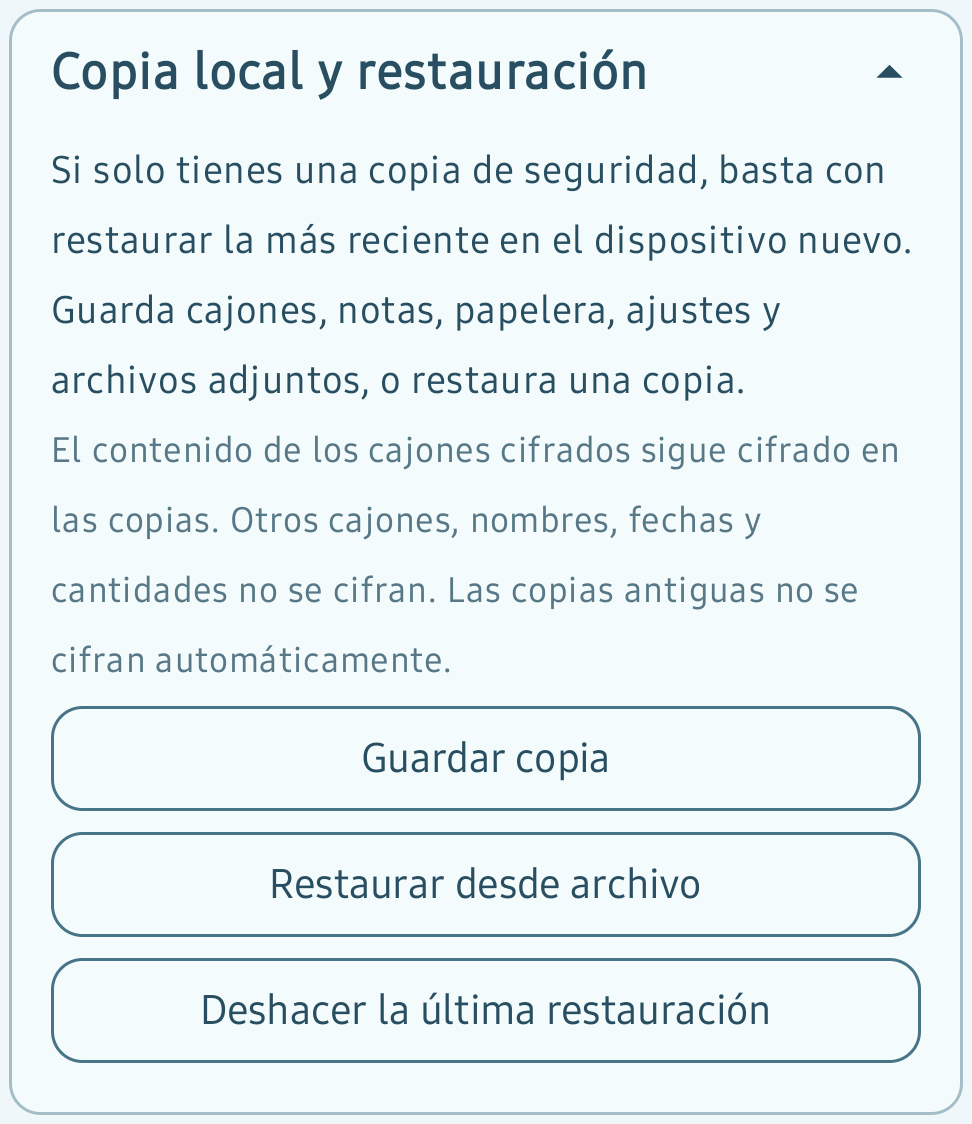 Copia local y restauración
Si solo tienes una copia de seguridad, basta con
restaurar la más reciente en el dispositivo nuevo.
Guarda cajones, notas, papelera, ajustes y
archivos adjuntos, o restaura una copia.
El contenido de los cajones cifrados sigue cifrado en
las copias. Otros cajones, nombres, fechas y
cantidades no se cifran. Las copias antiguas no se
cifran automáticamente.
Guardar copia
Restaurar desde archivo
Deshacer la última restauración